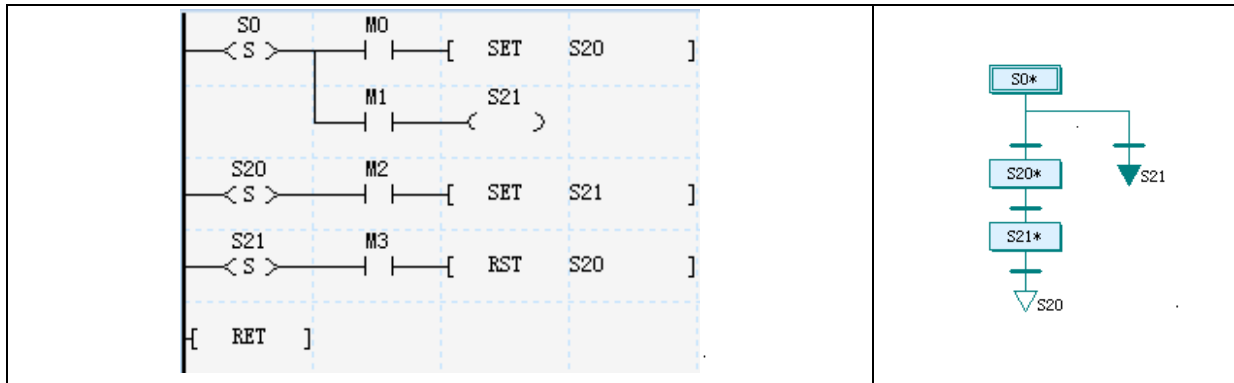 S0 M0
< S > [ SET S20 ]
M1 S21
( )
S20 M2
< S > [ SET S21 ]
S21 M3
< S > [ RST S20 ]
[ RET ]
S0*
S20*
S21
S21*
S20